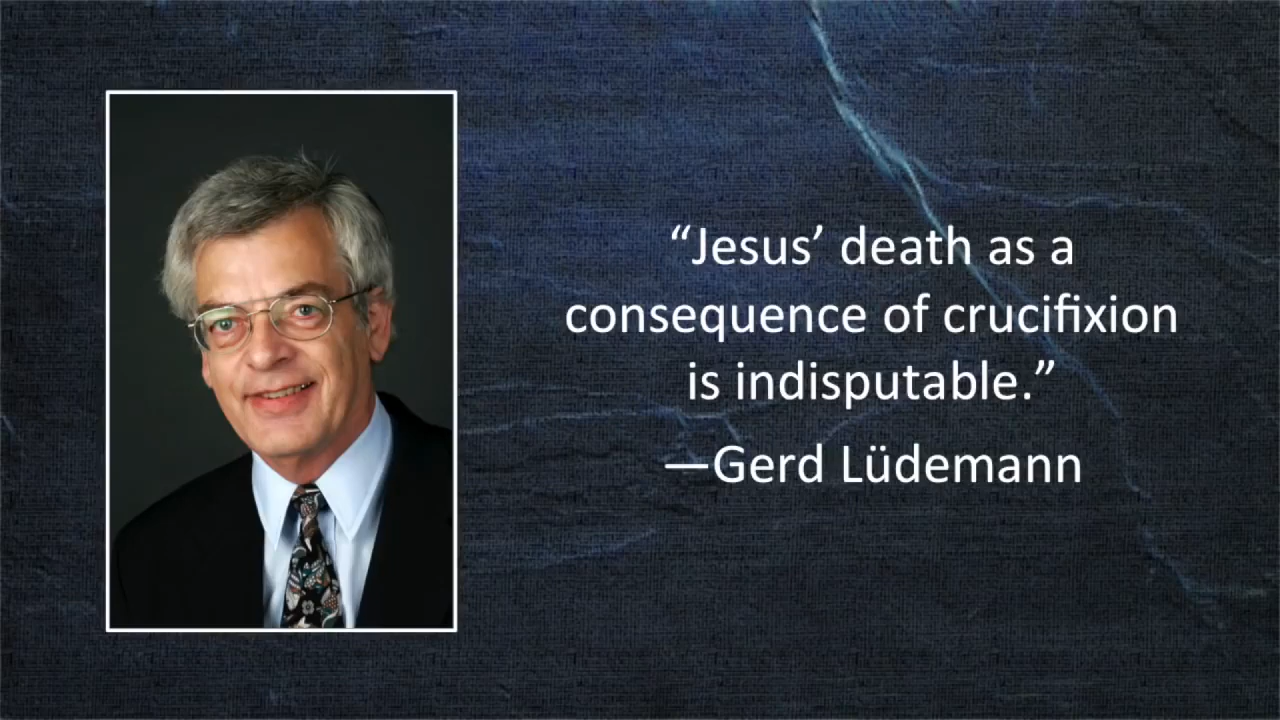 “Jesus’ death as a
consequence of crucifixion
is indisputable.”
—Gerd Lüdemann